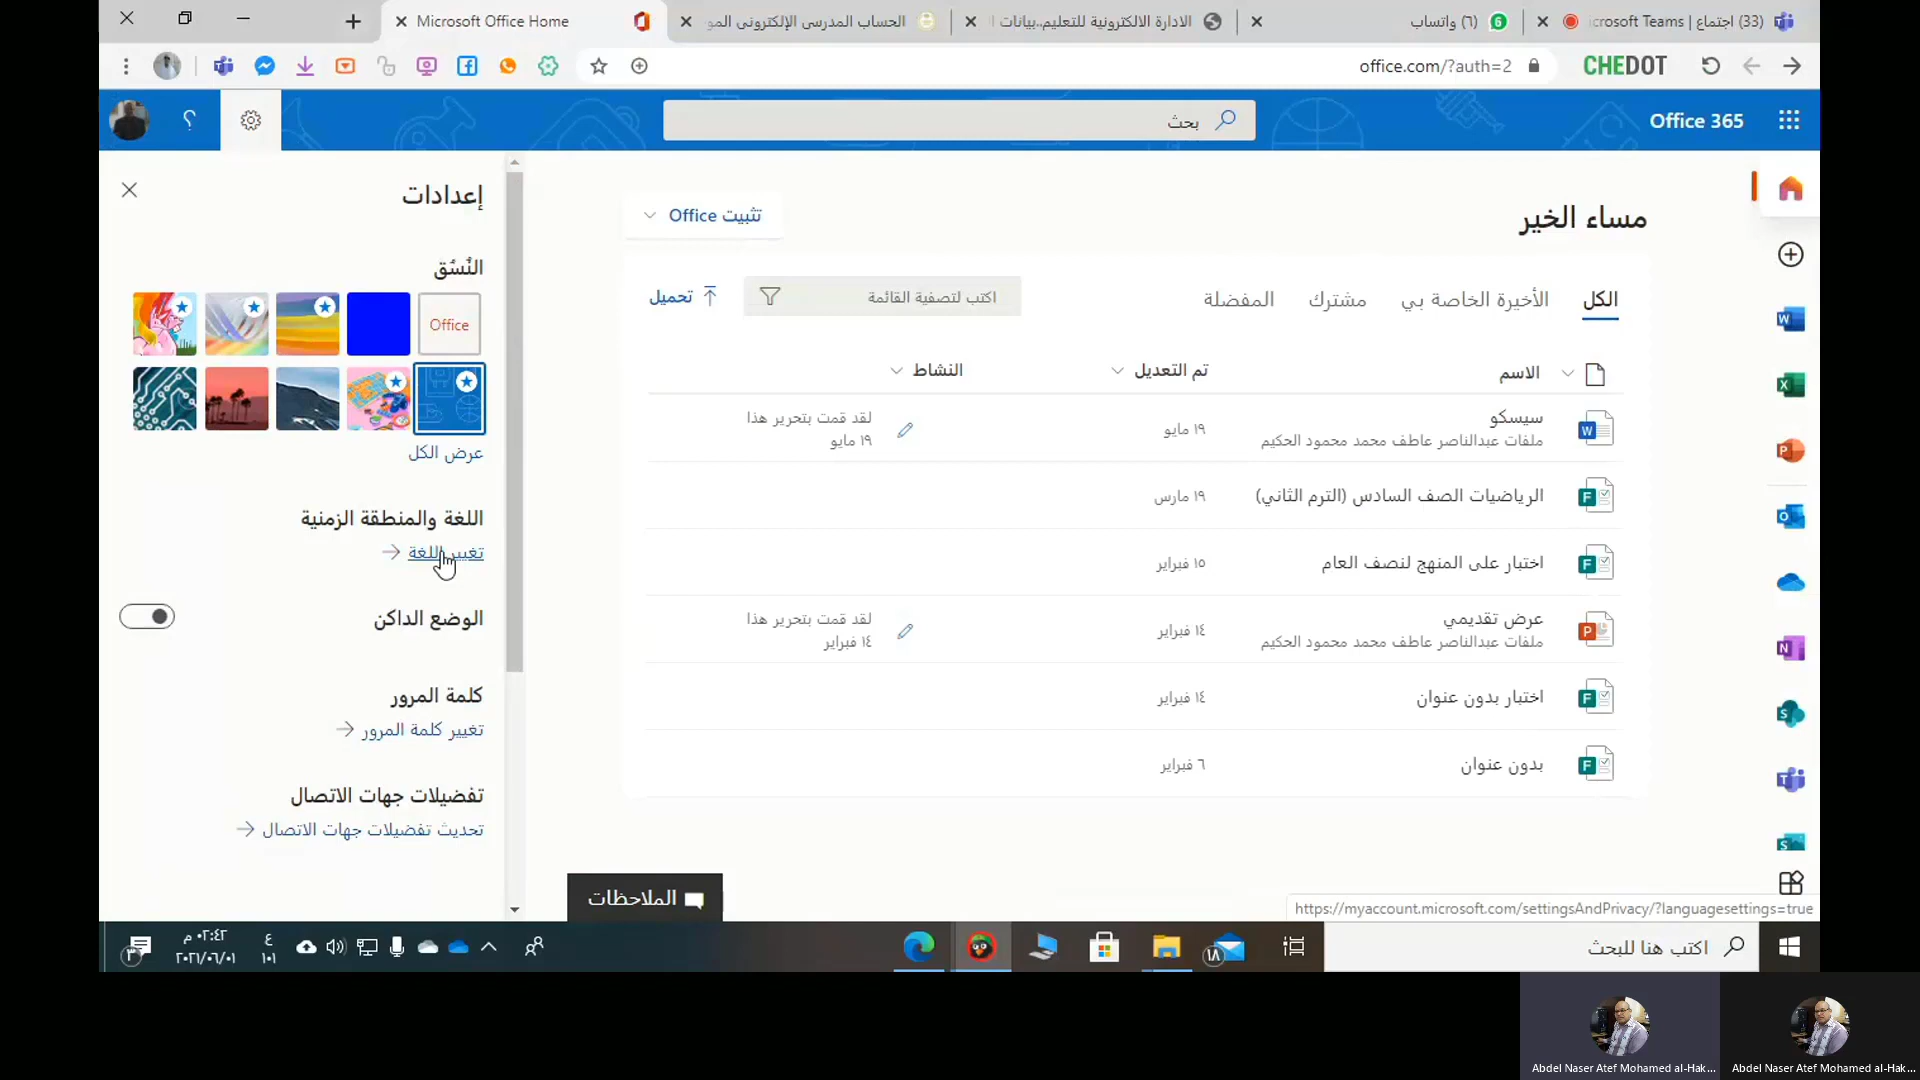 Microsoft Teams | اجتماع (33)
واتساب (٦)
الادارة الالكترونية للتعليم..بيانات
الحساب المدرسى الإلكترونى المو
Microsoft Office Home
CHEDOT
office.com/?auth=2
Office 365
بحث
؟
مساء الخير
تثبيت Office
الكل
الأخيرة الخاصة بي
مشترك
المفضلة
اكتب لتصفية القائمة
تحميل
الاسم
تم التعديل
النشاط
سيسكو
ملفات عبدالناصر عاطف محمد محمود الحكيم
١٩ مايو
لقد قمت بتحرير هذا
١٩ مايو
الرياضيات الصف السادس (الترم الثاني)
١٩ مارس
اختبار على المنهج لنصف العام
١٥ فبراير
عرض تقديمي
ملفات عبدالناصر عاطف محمد محمود الحكيم
١٤ فبراير
لقد قمت بتحرير هذا
١٤ فبراير
اختبار بدون عنوان
١٤ فبراير
بدون عنوان
٦ فبراير
إعدادات
النُسُق
Office
عرض الكل
اللغة والمنطقة الزمنية
تغيير اللغة
الوضع الداكن
كلمة المرور
تغيير كلمة المرور
تفضيلات جهات الاتصال
تحديث تفضيلات جهات الاتصال
الملاحظات
https://myaccount.microsoft.com/settingsAndPrivacy/?languagesettings=true
اكتب هنا للبحث
١٨
ع
١٠١
٠٢:٤٢ م
٢٠٢١/٠٦/٠١
٣
Abdel Naser Atef Mohamed al-Hak...
Abdel Naser Atef Mohamed al-Hak...